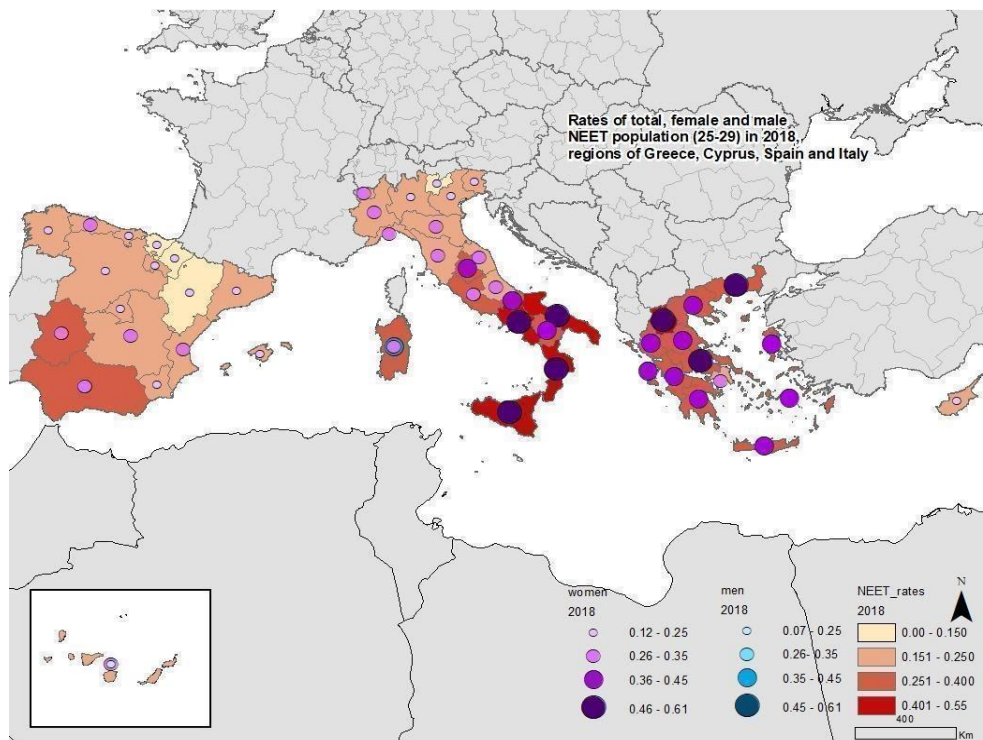 Rates of total, female and male
NEET population (25-29) in 2018,
regions of Greece, Cyprus, Spain and Italy
women
2018
0.12 - 0.25
0.26 - 0.35
0.36 - 0.45
0.46 - 0.61
men
2018
0.07 - 0.25
0.26- 0.35
0.35 - 0.45
0.45 - 0.61
NEET_rates
2018
0.00 - 0.150
0.151 - 0.250
0.251 - 0.400
0.401 - 0.55
N
400
Km